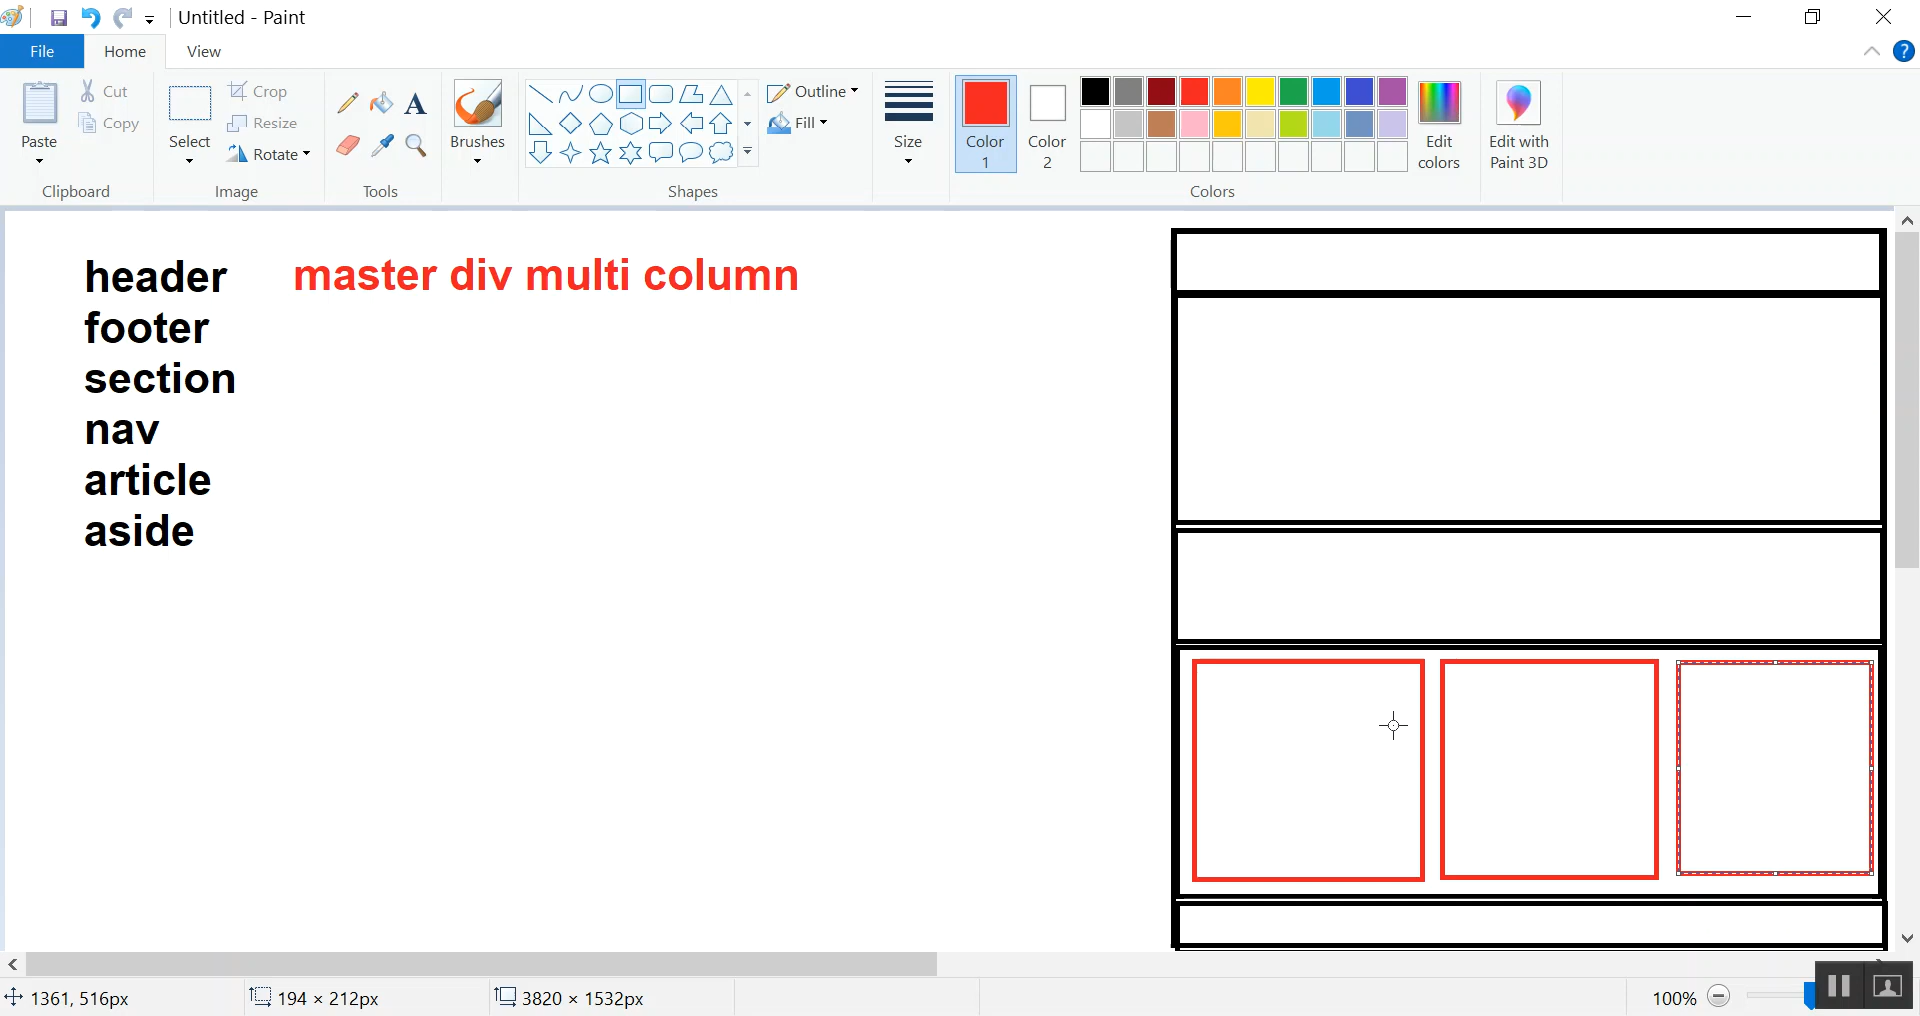 Untitled - Paint
File Home View
Paste
Cut
Copy
Clipboard
Select
Crop
Resize
Rotate
Image
A
Tools
Brushes
Outline
Fill
Shapes
Size
Color 1
Color 2
Edit colors
Colors
Edit with Paint 3D
?
header master div multi column
footer
section
nav
article
aside
1361, 516px 194 × 212px 3820 × 1532px 100%